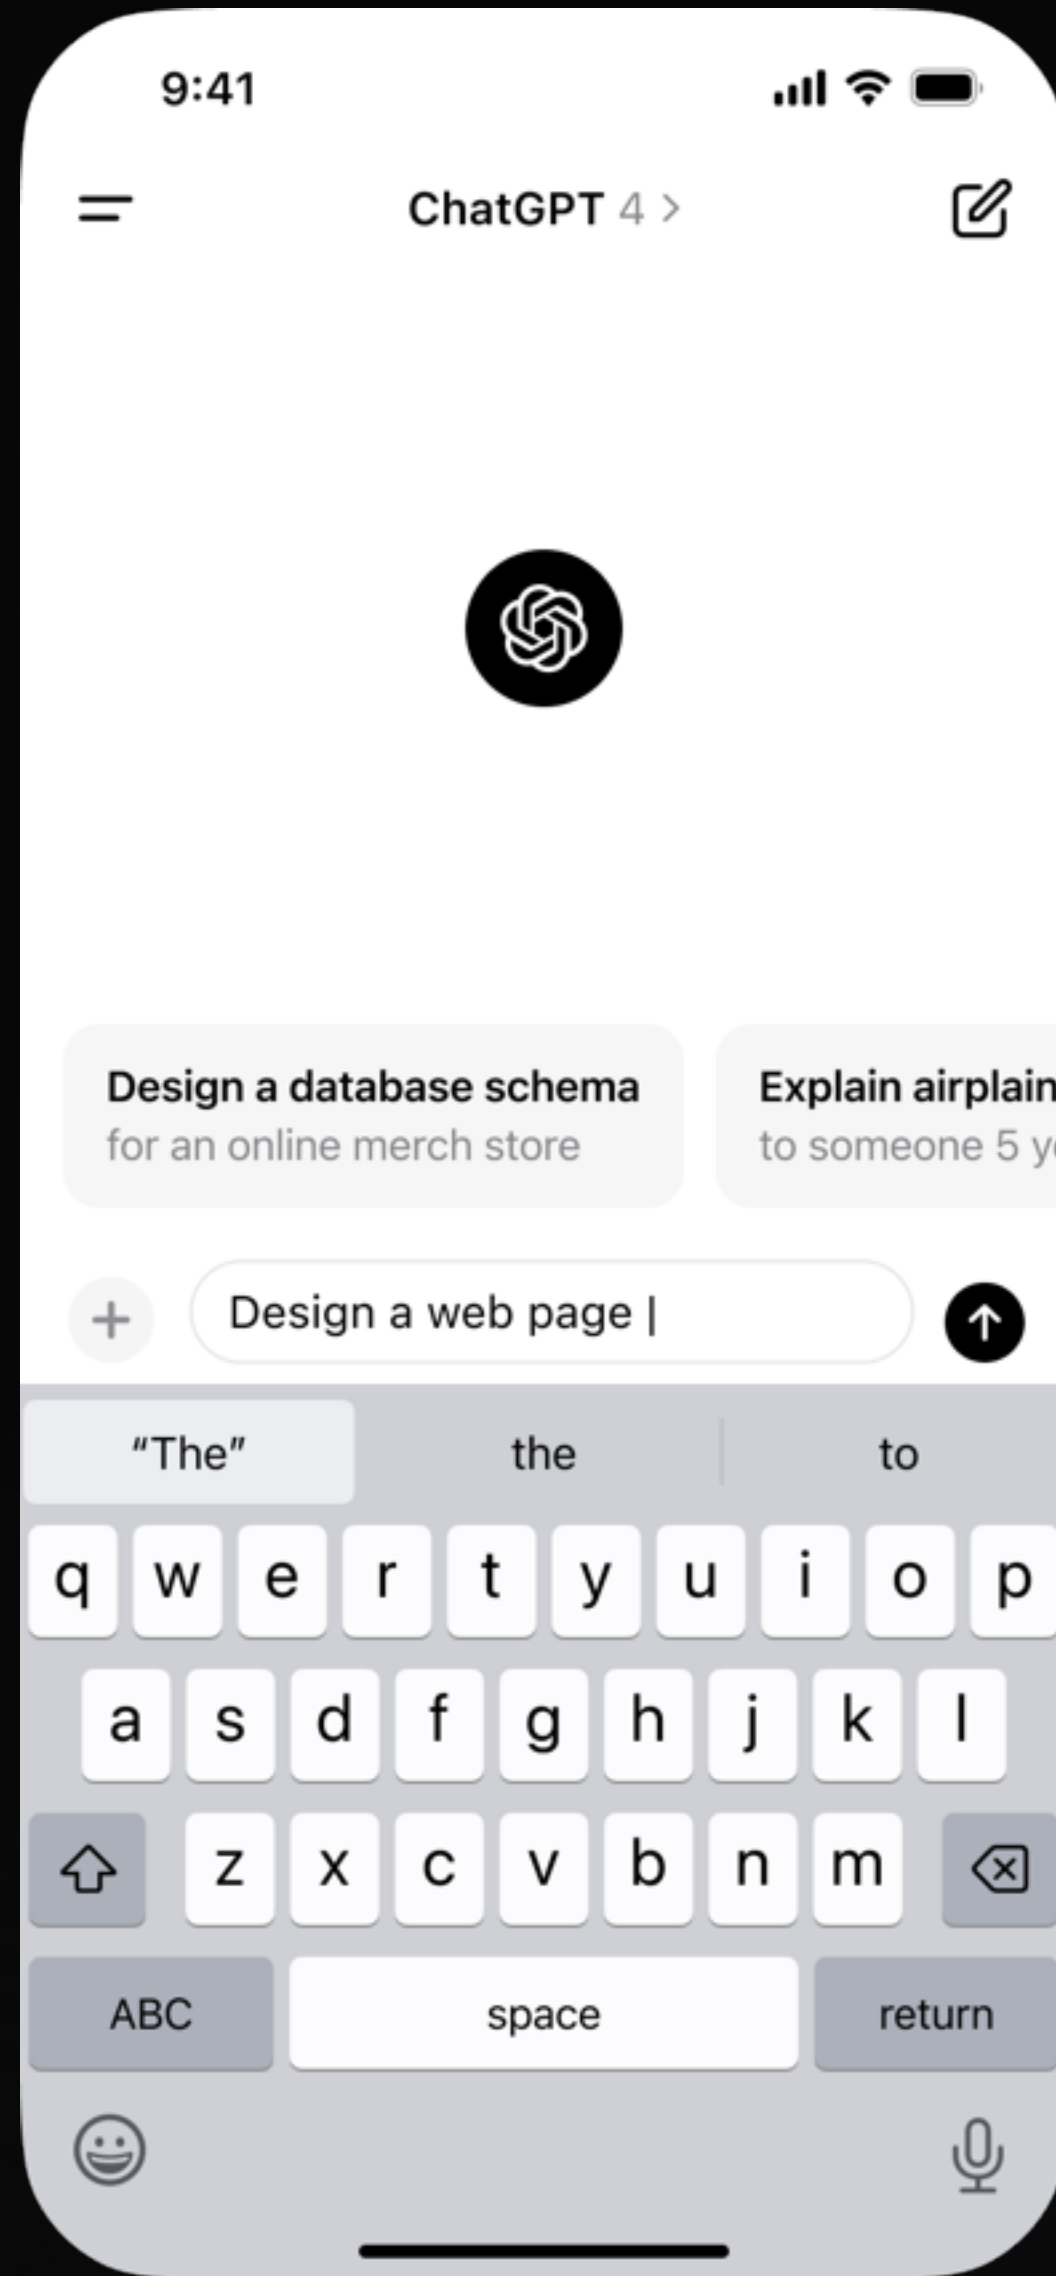 9:41
ChatGPT 4 >
Design a database schema
for an online merch store
Explain airplain
to someone 5 y
Design a web page |
“The” the to
q w e r t y u i o p
a s d f g h j k l
z x c v b n m
ABC space return